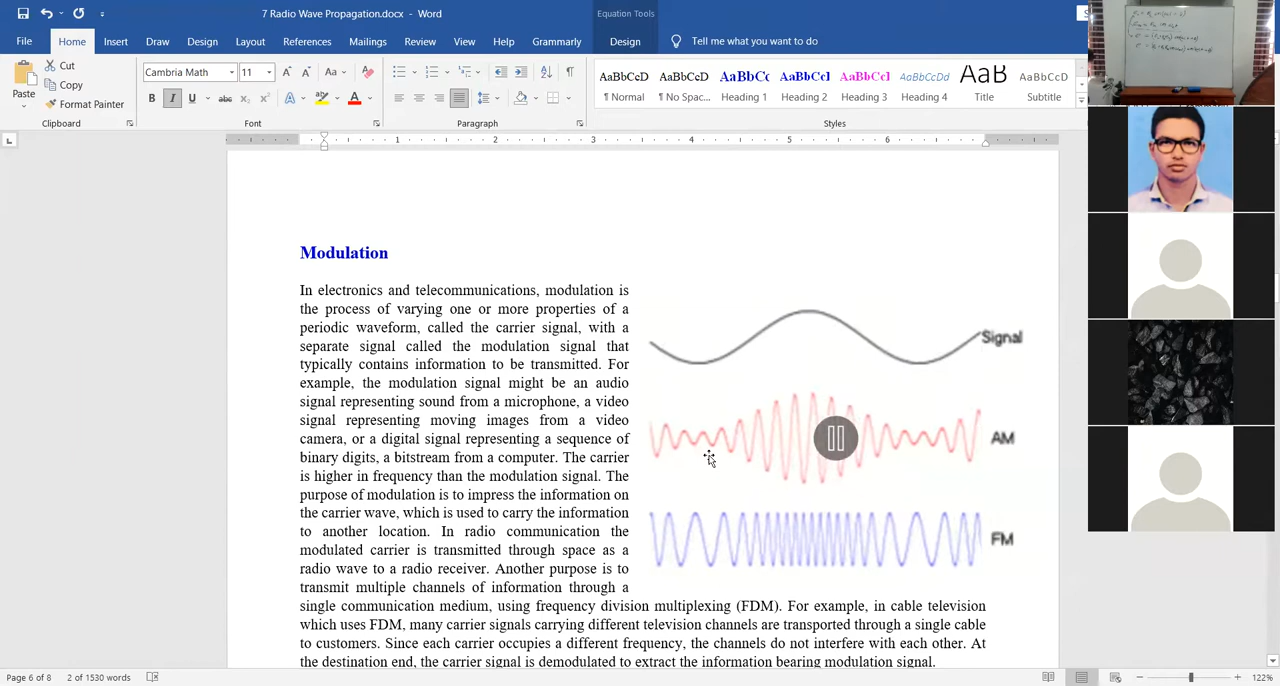 7 Radio Wave Propagation.docx - Word
Equation Tools
File Home Insert Draw Design Layout References Mailings Review View Help Grammarly Design Tell me what you want to do
Paste
Cut
Copy
Format Painter
Clipboard
Cambria Math 11
Font
Paragraph
AaBbCcD AaBbCcD AaBbCc AaBbCcI AaBbCcI AaBbCcDd AaB AaBbCcD
¶ Normal ¶ No Spac... Heading 1 Heading 2 Heading 3 Heading 4 Title Subtitle
Styles
1 2 3 4 5 6
Modulation
In electronics and telecommunications, modulation is
the process of varying one or more properties of a
periodic waveform, called the carrier signal, with a
separate signal called the modulation signal that
typically contains information to be transmitted. For
example, the modulation signal might be an audio
signal representing sound from a microphone, a video
signal representing moving images from a video
camera, or a digital signal representing a sequence of
binary digits, a bitstream from a computer. The carrier
is higher in frequency than the modulation signal. The
purpose of modulation is to impress the information on
the carrier wave, which is used to carry the information
to another location. In radio communication the
modulated carrier is transmitted through space as a
radio wave to a radio receiver. Another purpose is to
transmit multiple channels of information through a
single communication medium, using frequency division multiplexing (FDM). For example, in cable television
which uses FDM, many carrier signals carrying different television channels are transported through a single cable
to customers. Since each carrier occupies a different frequency, the channels do not interfere with each other. At
the destination end, the carrier signal is demodulated to extract the information bearing modulation signal.
Signal
AM
FM
Page 6 of 8 2 of 1530 words
122%